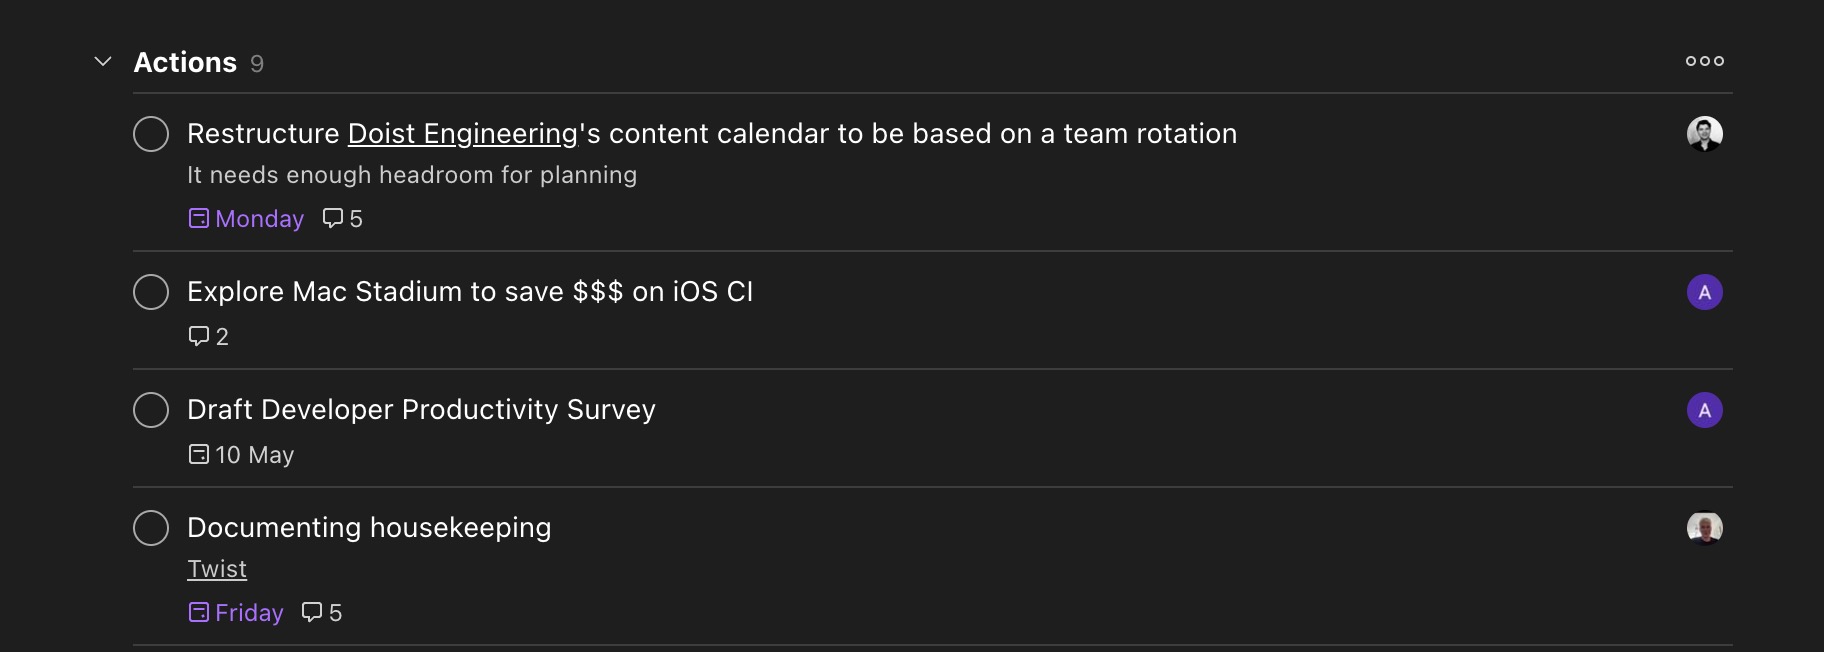 Actions 9
Restructure Doist Engineering's content calendar to be based on a team rotation
It needs enough headroom for planning
Monday 5
Explore Mac Stadium to save $$$ on iOS CI
A
2
Draft Developer Productivity Survey
A
10 May
Documenting housekeeping
Twist
Friday 5